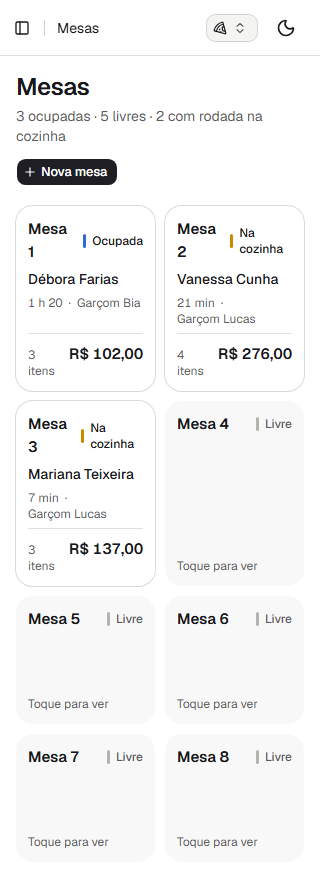 Mesas
Mesas
3 ocupadas · 5 livres · 2 com rodada na
cozinha
+ Nova mesa
Mesa
1
Ocupada
Débora Farias
1 h 20 · Garçom Bia
3
itens
R$ 102,00
Mesa
2
Na
cozinha
Vanessa Cunha
21 min ·
Garçom Lucas
4
itens
R$ 276,00
Mesa
3
Na
cozinha
Mariana Teixeira
7 min ·
Garçom Lucas
3
itens
R$ 137,00
Mesa 4
Livre
Toque para ver
Mesa 5
Livre
Toque para ver
Mesa 6
Livre
Toque para ver
Mesa 7
Livre
Toque para ver
Mesa 8
Livre
Toque para ver